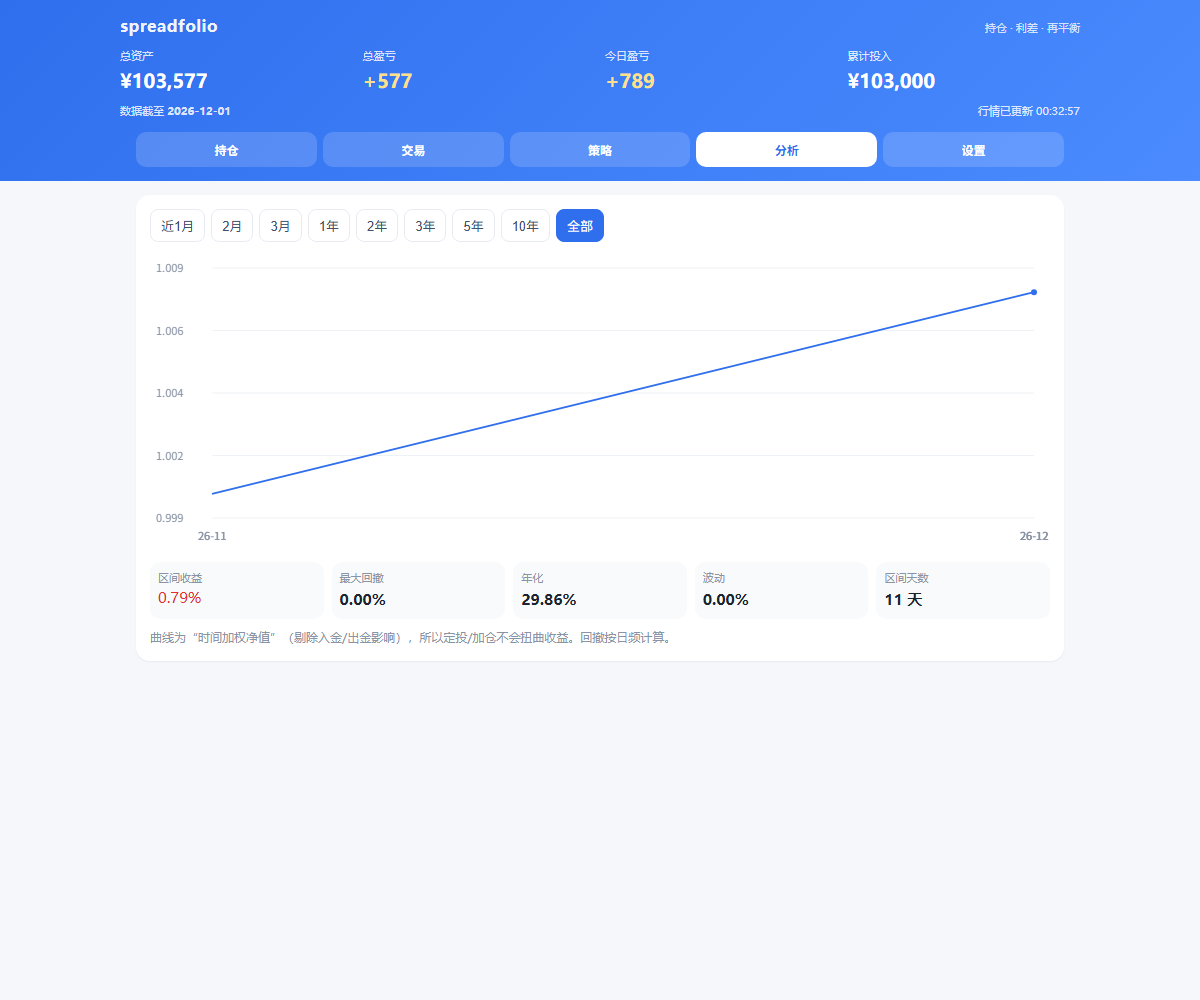 spreadfolio
持仓 · 利差 · 再平衡
总资产 总盈亏 今日盈亏 累计投入
¥103,577 +577 +789 ¥103,000
数据截至 2026-12-01 行情已更新 00:32:57
持仓 交易 策略 分析 设置
近1月 2月 3月 1年 2年 3年 5年 10年 全部
1.009
1.006
1.004
1.002
0.999
26-11 26-12
区间收益 最大回撤 年化 波动 区间天数
0.79% 0.00% 29.86% 0.00% 11 天
曲线为“时间加权净值”（剔除入金/出金影响），所以定投/加仓不会扭曲收益。回撤按日频计算。